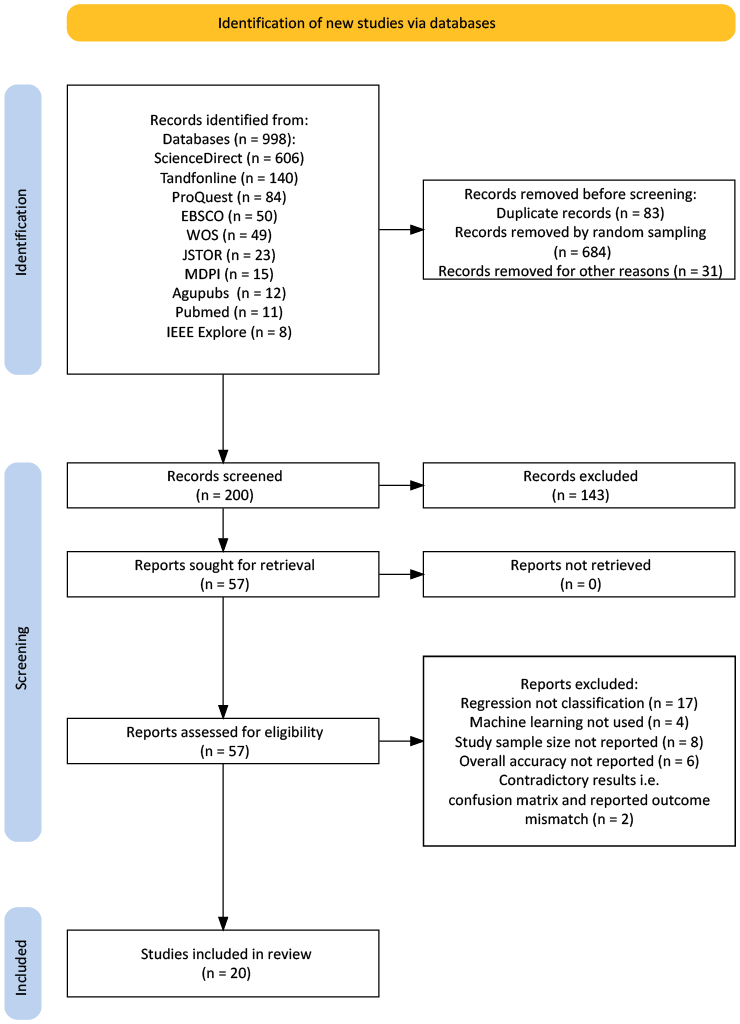 Identification of new studies via databases
Identification
Records identified from:
Databases (n = 998):
ScienceDirect (n = 606)
Tandfonline (n = 140)
ProQuest (n = 84)
EBSCO (n = 50)
WOS (n = 49)
JSTOR (n = 23)
MDPI (n = 15)
Agupubs (n = 12)
Pubmed (n = 11)
IEEE Explore (n = 8)
Records removed before screening:
Duplicate records (n = 83)
Records removed by random sampling
(n = 684)
Records removed for other reasons (n = 31)
Screening
Records screened
(n = 200)
Records excluded
(n = 143)
Reports sought for retrieval
(n = 57)
Reports not retrieved
(n = 0)
Reports assessed for eligibility
(n = 57)
Reports excluded:
Regression not classification (n = 17)
Machine learning not used (n = 4)
Study sample size not reported (n = 8)
Overall accuracy not reported (n = 6)
Contradictory results i.e.
confusion matrix and reported outcome
mismatch (n = 2)
Included
Studies included in review
(n = 20)